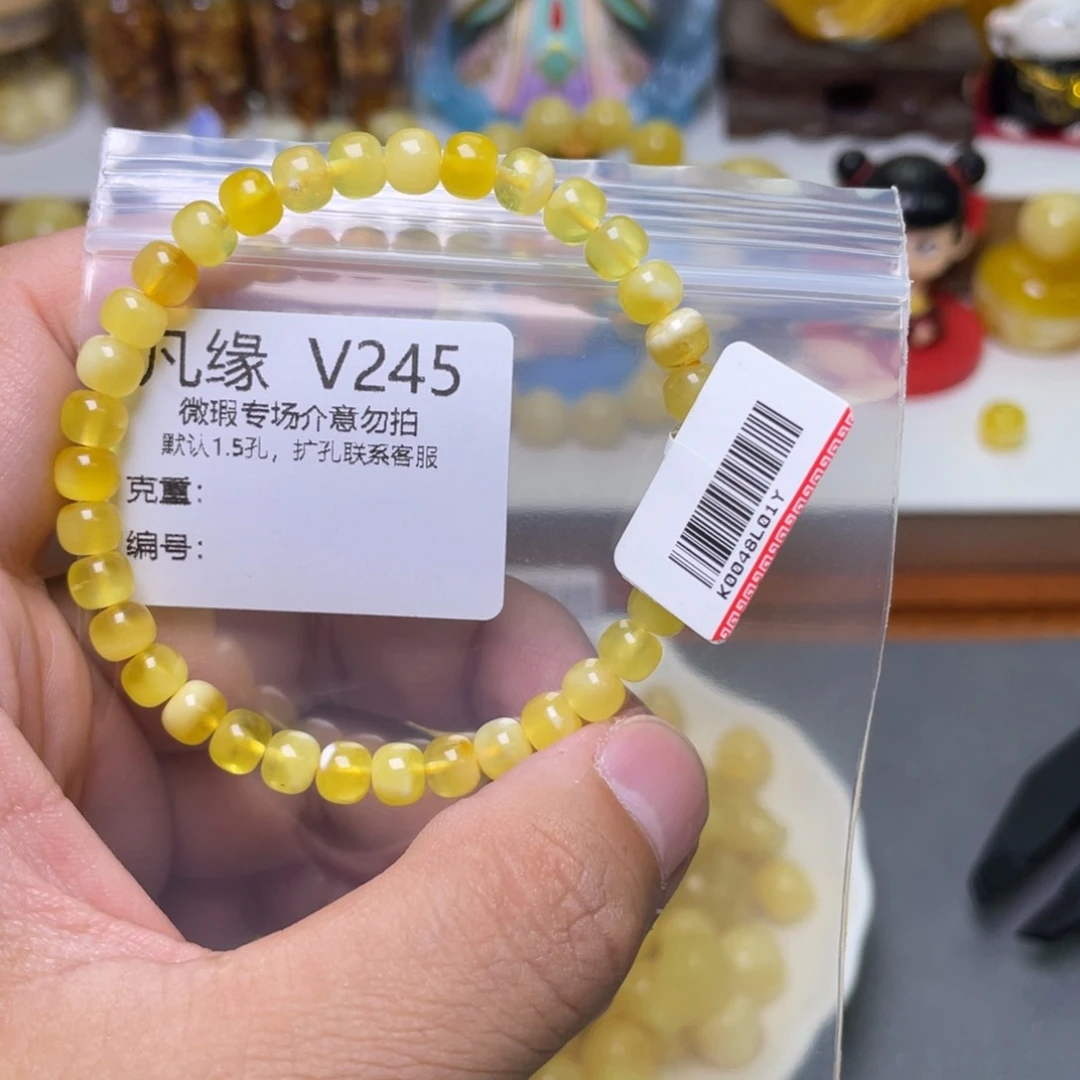 凡缘 V245
微瑕专场介意勿拍
默认1.5孔，扩孔联系客服
克重：
编号：
K0048L01Y